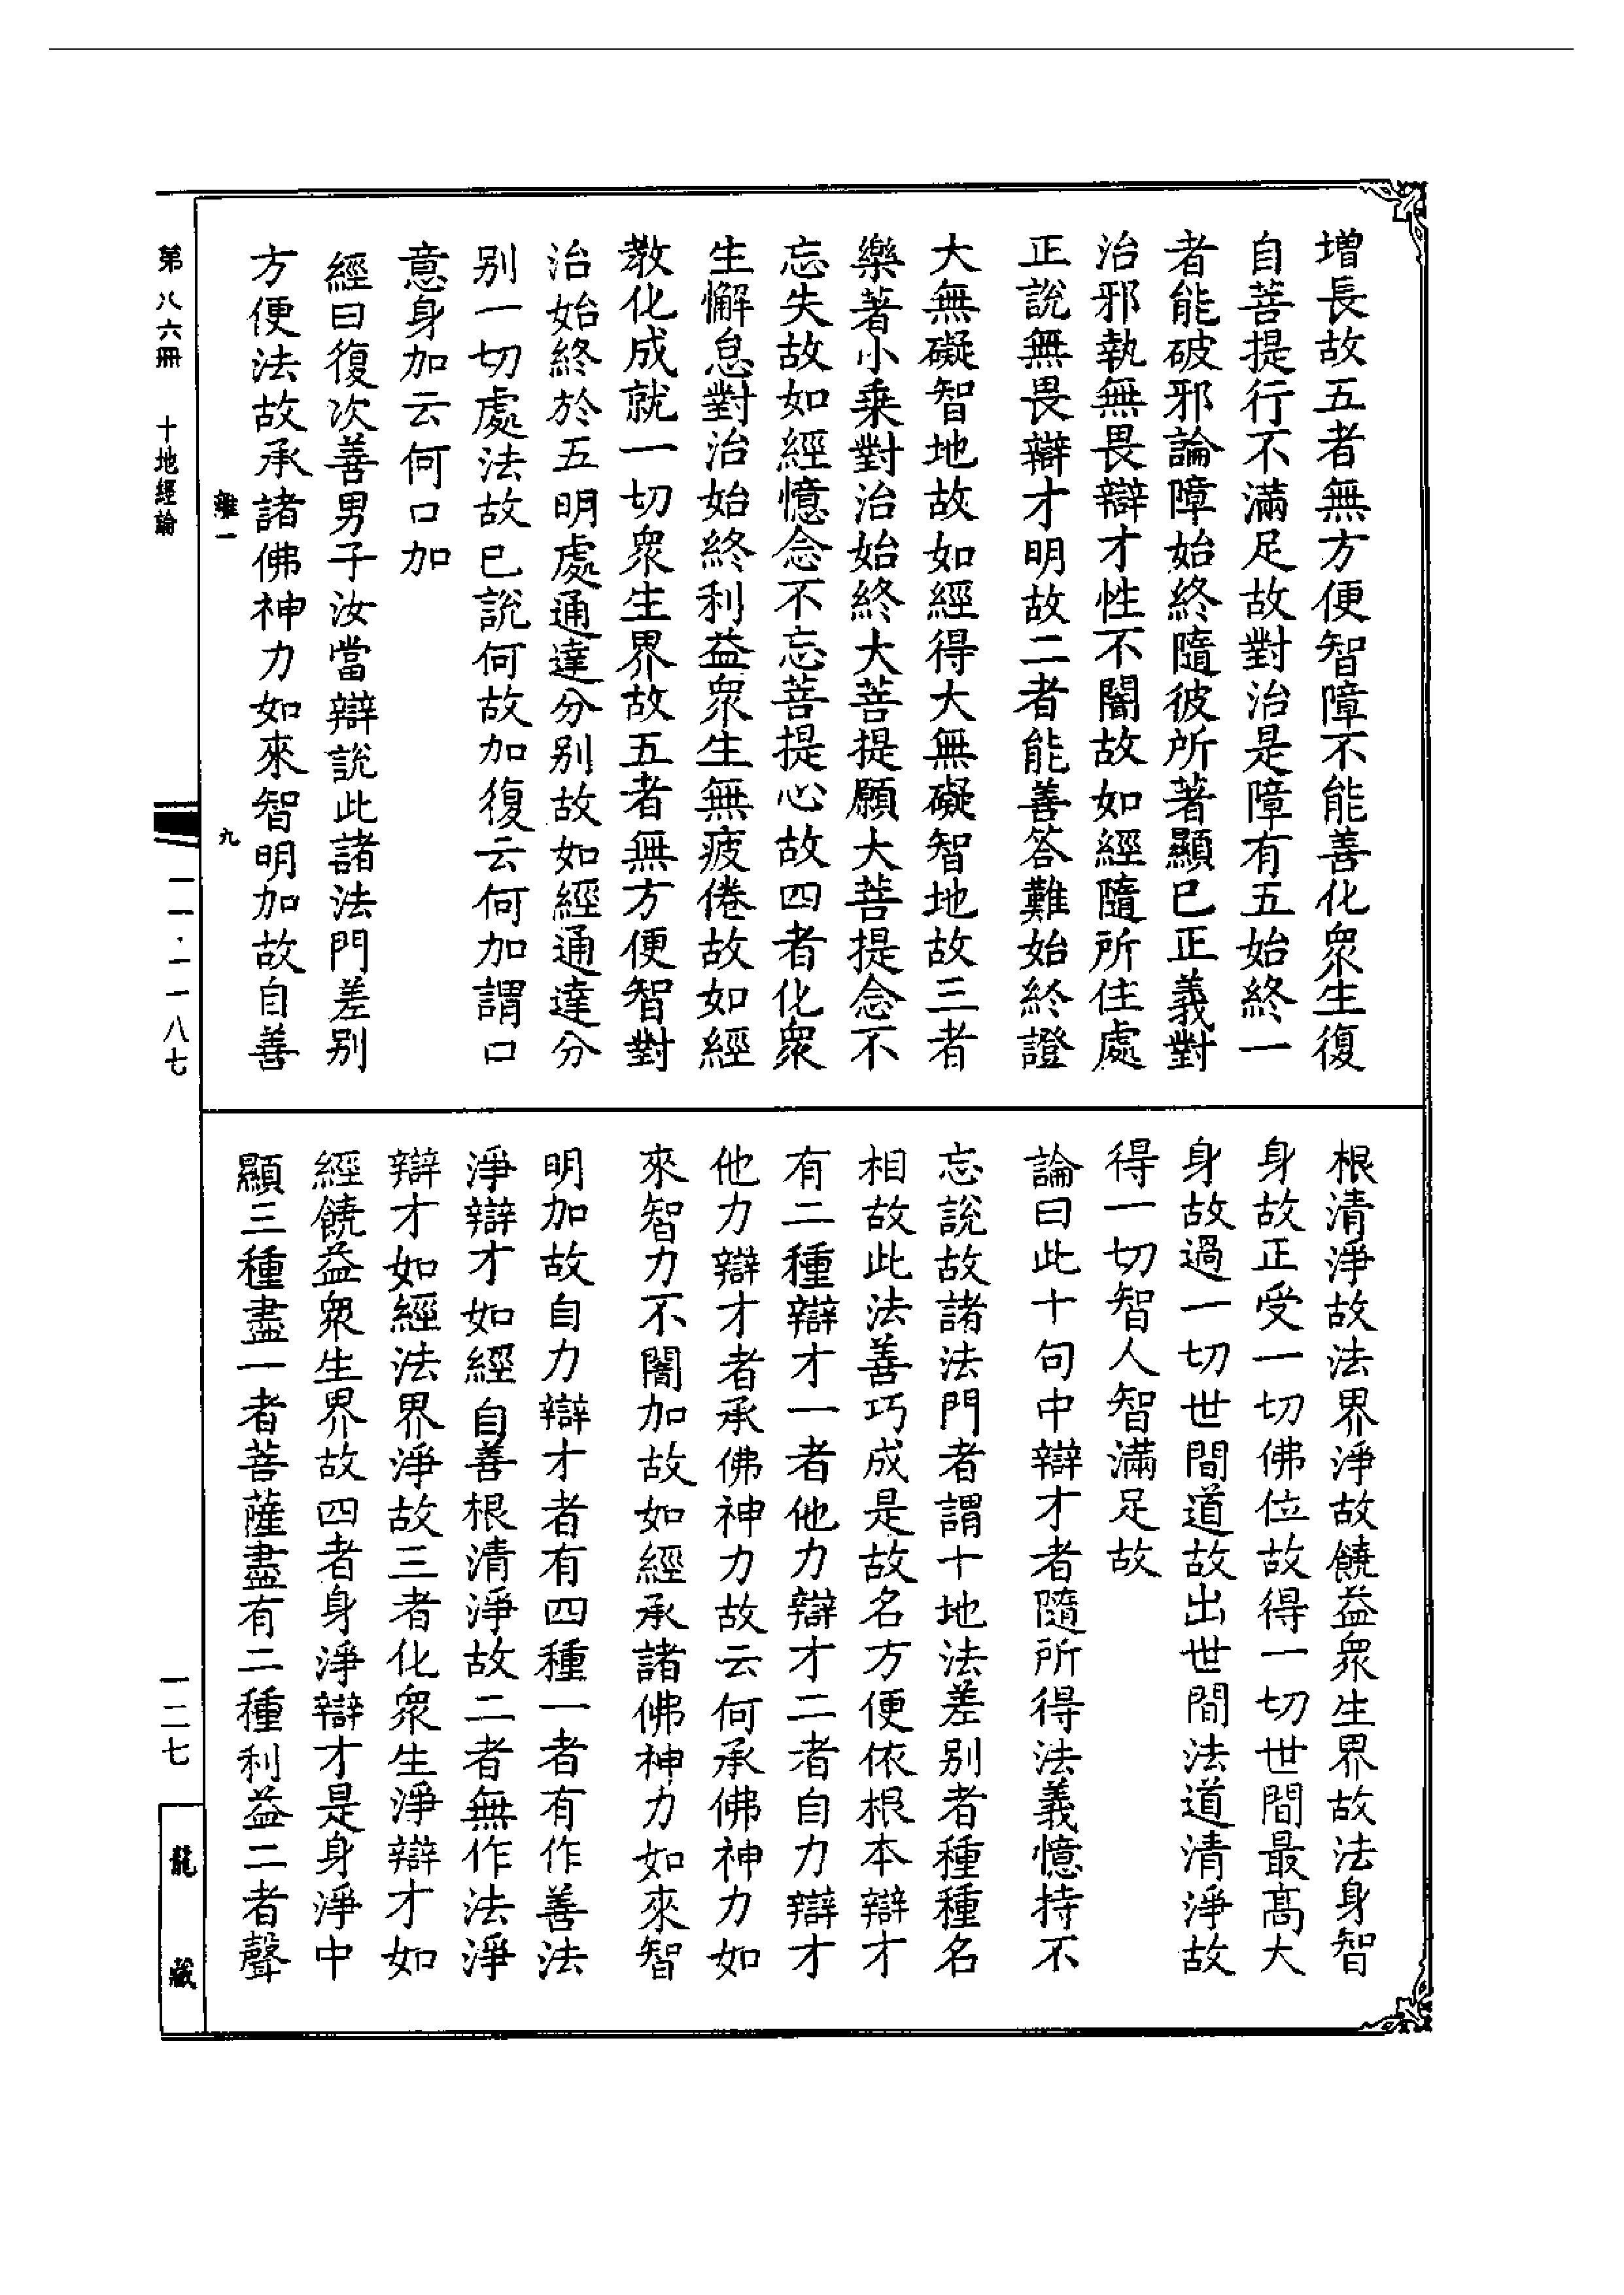 增長故五者無方便智障不能善化眾生復
自菩提行不滿足故對治是障有五始終一
者能破邪論障始終隨彼所著顯已正義對
治邪執無畏辯才性不闇故如經隨所住處
正說無畏辯才明故二者能善答難始終證
大無礙智地故如經得大無礙智地故三者
樂著小乘對治始終大菩提願大菩提念不
忘失故如經憶念不忘菩提心故四者化眾
生懈怠對治始終利益眾生無疲倦故如經
教化成就一切眾生界故五者無方便智對
治始終於五明處通達分別故如經通達分
別一切處法故已說何故加復云何加謂口
意身加云何口加
經曰復次善男子汝當辯說此諸法門差別
方便法故承諸佛神力如來智明加故自善
雜一
九
根清淨故法界淨故饒益眾生界故法身智
身故正受一切佛位故得一切世間最高大
身故過一切世間道故出世間法道清淨故
得一切智人智滿足故
論曰此十句中辯才者隨所得法義憶持不
忘說故諸法門者謂十地法差別者種種名
相故此法善巧成是故名方便依根本辯才
有二種辯才一者他力辯才二者自力辯才
他力辯才者承佛神力故云何承佛神力如
來智力不闇加故如經承諸佛神力如來智
明加故自力辯才者有四種一者有作善法
淨辯才如經自善根清淨故二者無作法淨
辯才如經法界淨故三者化眾生淨辯才如
經饒益眾生界故四者身淨辯才是身淨中
顯三種盡一者菩薩盡有二種利益二者聲
第八六冊　十地經論
一一·一一八七
一二七
龍藏